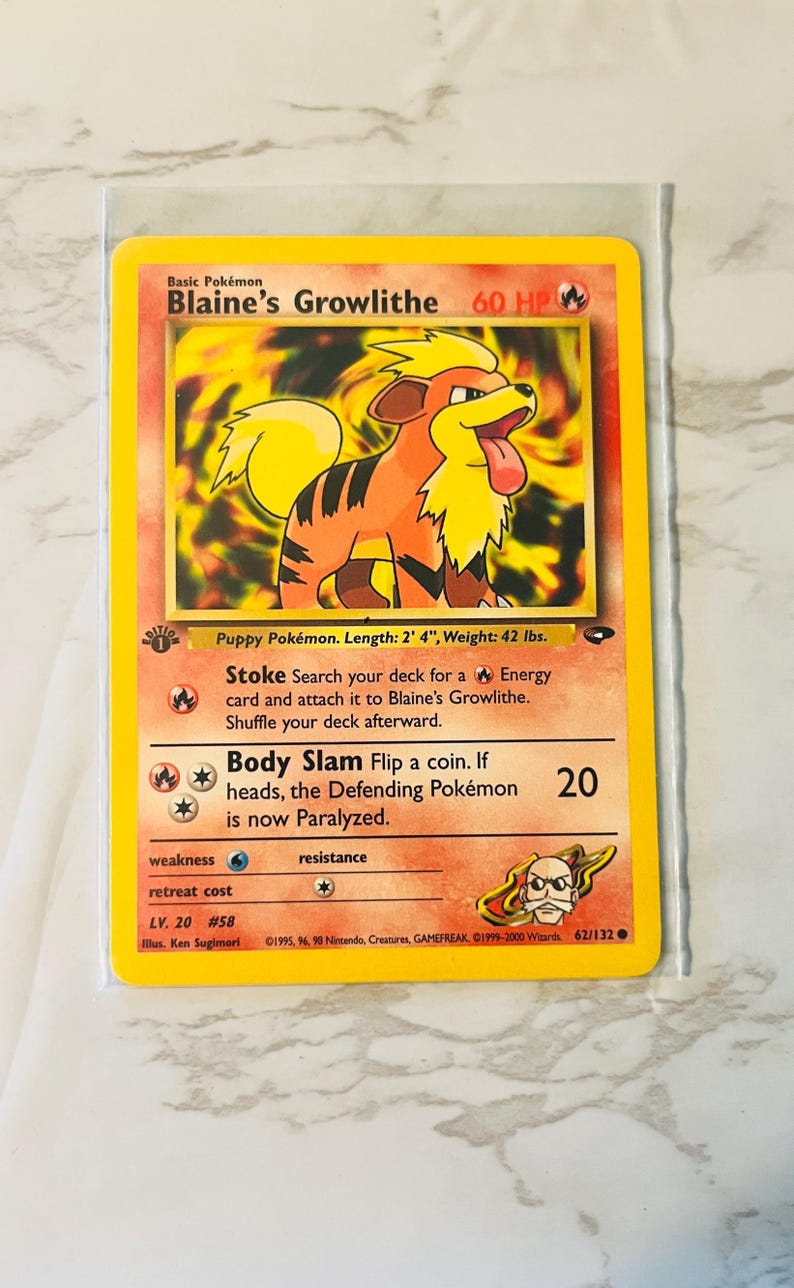 Basic Pokémon
Blaine's Growlithe 60 HP
EDITION
1
Puppy Pokémon. Length: 2' 4", Weight: 42 lbs.
Stoke Search your deck for a Energy
card and attach it to Blaine's Growlithe.
Shuffle your deck afterward.
Body Slam Flip a coin. If
heads, the Defending Pokémon
is now Paralyzed.
20
weakness resistance
retreat cost
LV. 20 #58
Illus. Ken Sugimori ©1995, 96, 98 Nintendo, Creatures, GAMEFREAK. ©1999–2000 Wizards. 62/132